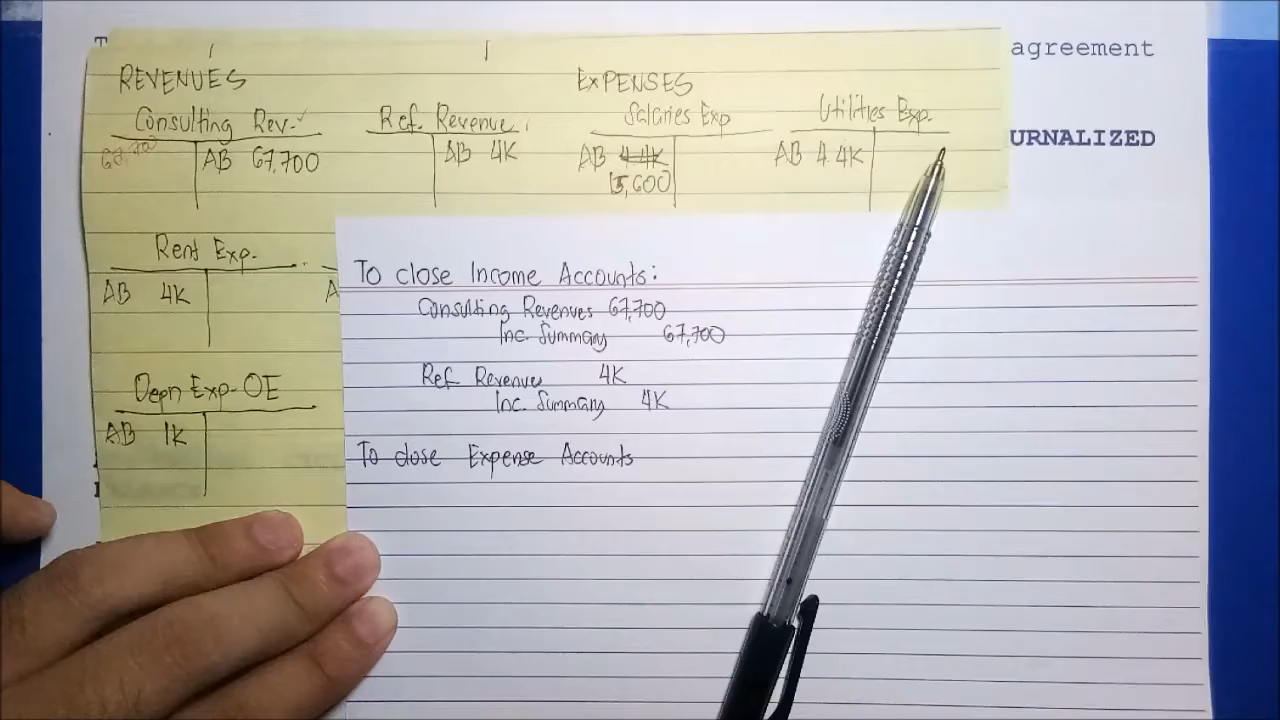 agreement
REVENUES EXPENSES
Consulting Rev. Ref. Revenue Salaries Exp Utilities Exp.
67,700 AB 67,700 AB 4K AB 4.4K AB 4.4K
15,600
URNALIZED
Rent Exp.
AB 4K A
Depn Exp-OE
AB 1K
To close Income Accounts:
Consulting Revenues 67,700
Inc. Summary 67,700
Ref. Revenues 4K
Inc. Summary 4K
To close Expense Accounts